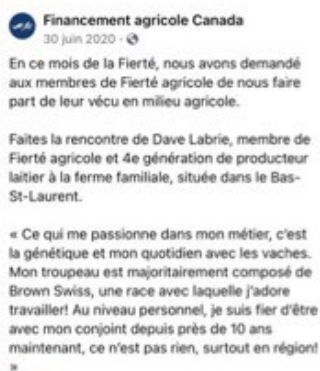 Financement agricole Canada
30 juin 2020 ·
En ce mois de la Fierté, nous avons demandé
aux membres de Fierté agricole de nous faire
part de leur vécu en milieu agricole.
Faites la rencontre de Dave Labrie, membre de
Fierté agricole et 4e génération de producteur
laitier à la ferme familiale, située dans le Bas-
St-Laurent.
« Ce qui me passionne dans mon métier, c'est
la génétique et mon quotidien avec les vaches.
Mon troupeau est majoritairement composé de
Brown Swiss, une race avec laquelle j'adore
travailler! Au niveau personnel, je suis fier d'être
avec mon conjoint depuis près de 10 ans
maintenant, ce n'est pas rien, surtout en région!
»